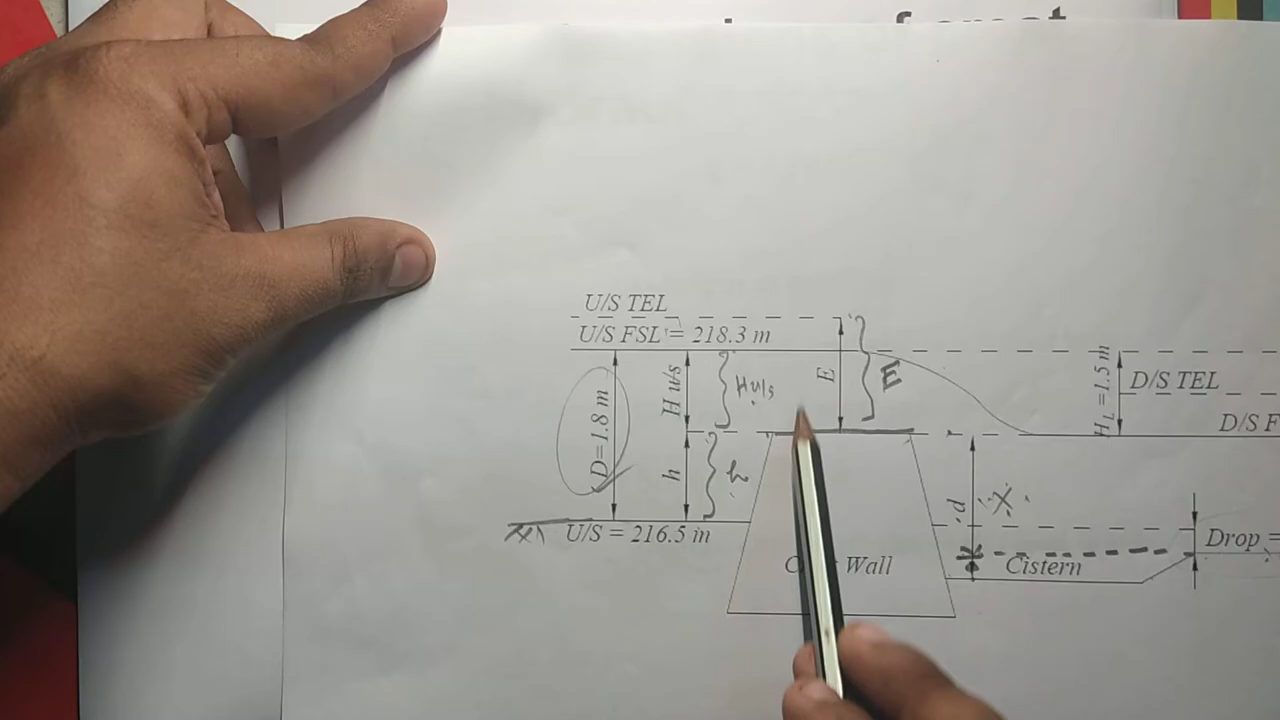 U/S TEL
U/S FSL = 218.3 m
D=1.8 m
H u/s
Hu/s
E
E
H_L=1.5 m
D/S TEL
D/S F
h
h
d
X
U/S = 216.5 m
Wall
Cistern
Drop =